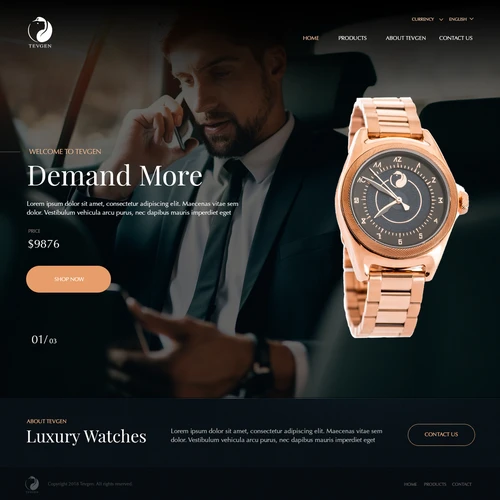 CURRENCY ENGLISH
TEVGEN
HOME PRODUCTS ABOUT TEVGEN CONTACT US
WELCOME TO TEVGEN
Demand More
Lorem ipsum dolor sit amet, consectetur adipiscing elit. Maecenas vitae sem
dolor. Vestibulum vehicula arcu purus, nec dapibus mauris imperdiet eget
PRICE
$9876
SHOP NOW
01/03
12
ABOUT TEVGEN
Luxury Watches
Lorem ipsum dolor sit amet, consectetur adipiscing elit. Maecenas vitae sem
dolor. Vestibulum vehicula arcu purus, nec dapibus mauris imperdiet eget
CONTACT US
Tevgen. All rights reserved.
HOME PRODUCTS CONTACT